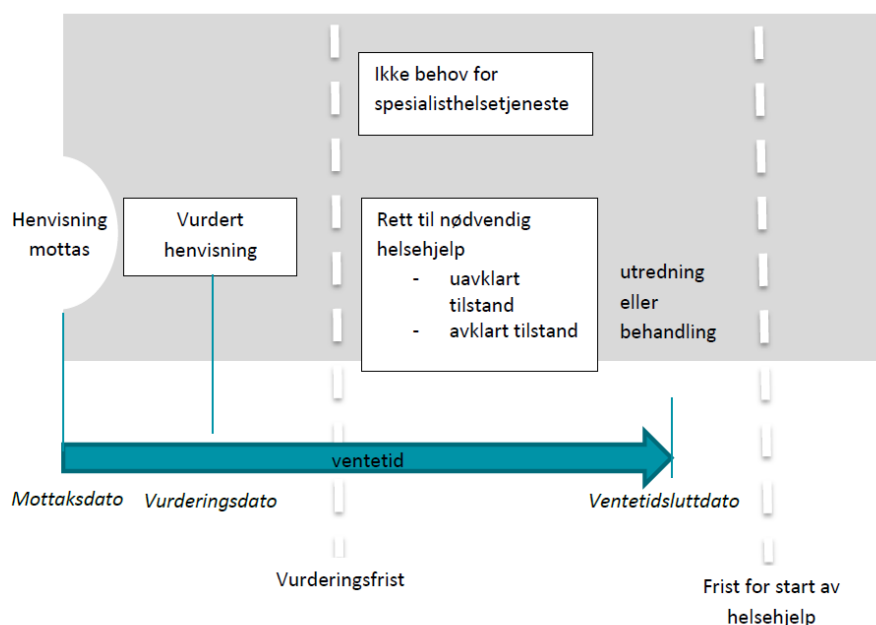 Ikke behov for
spesialisthelsetjeneste
Henvisning
mottas
Vurdert
henvisning
Rett til nødvendig
helsehjelp
- uavklart
tilstand
- avklart tilstand
utredning
eller
behandling
ventetid
Mottaksdato
Vurderingsdato
Ventetidsluttdato
Vurderingsfrist
Frist for start av
helsehjelp